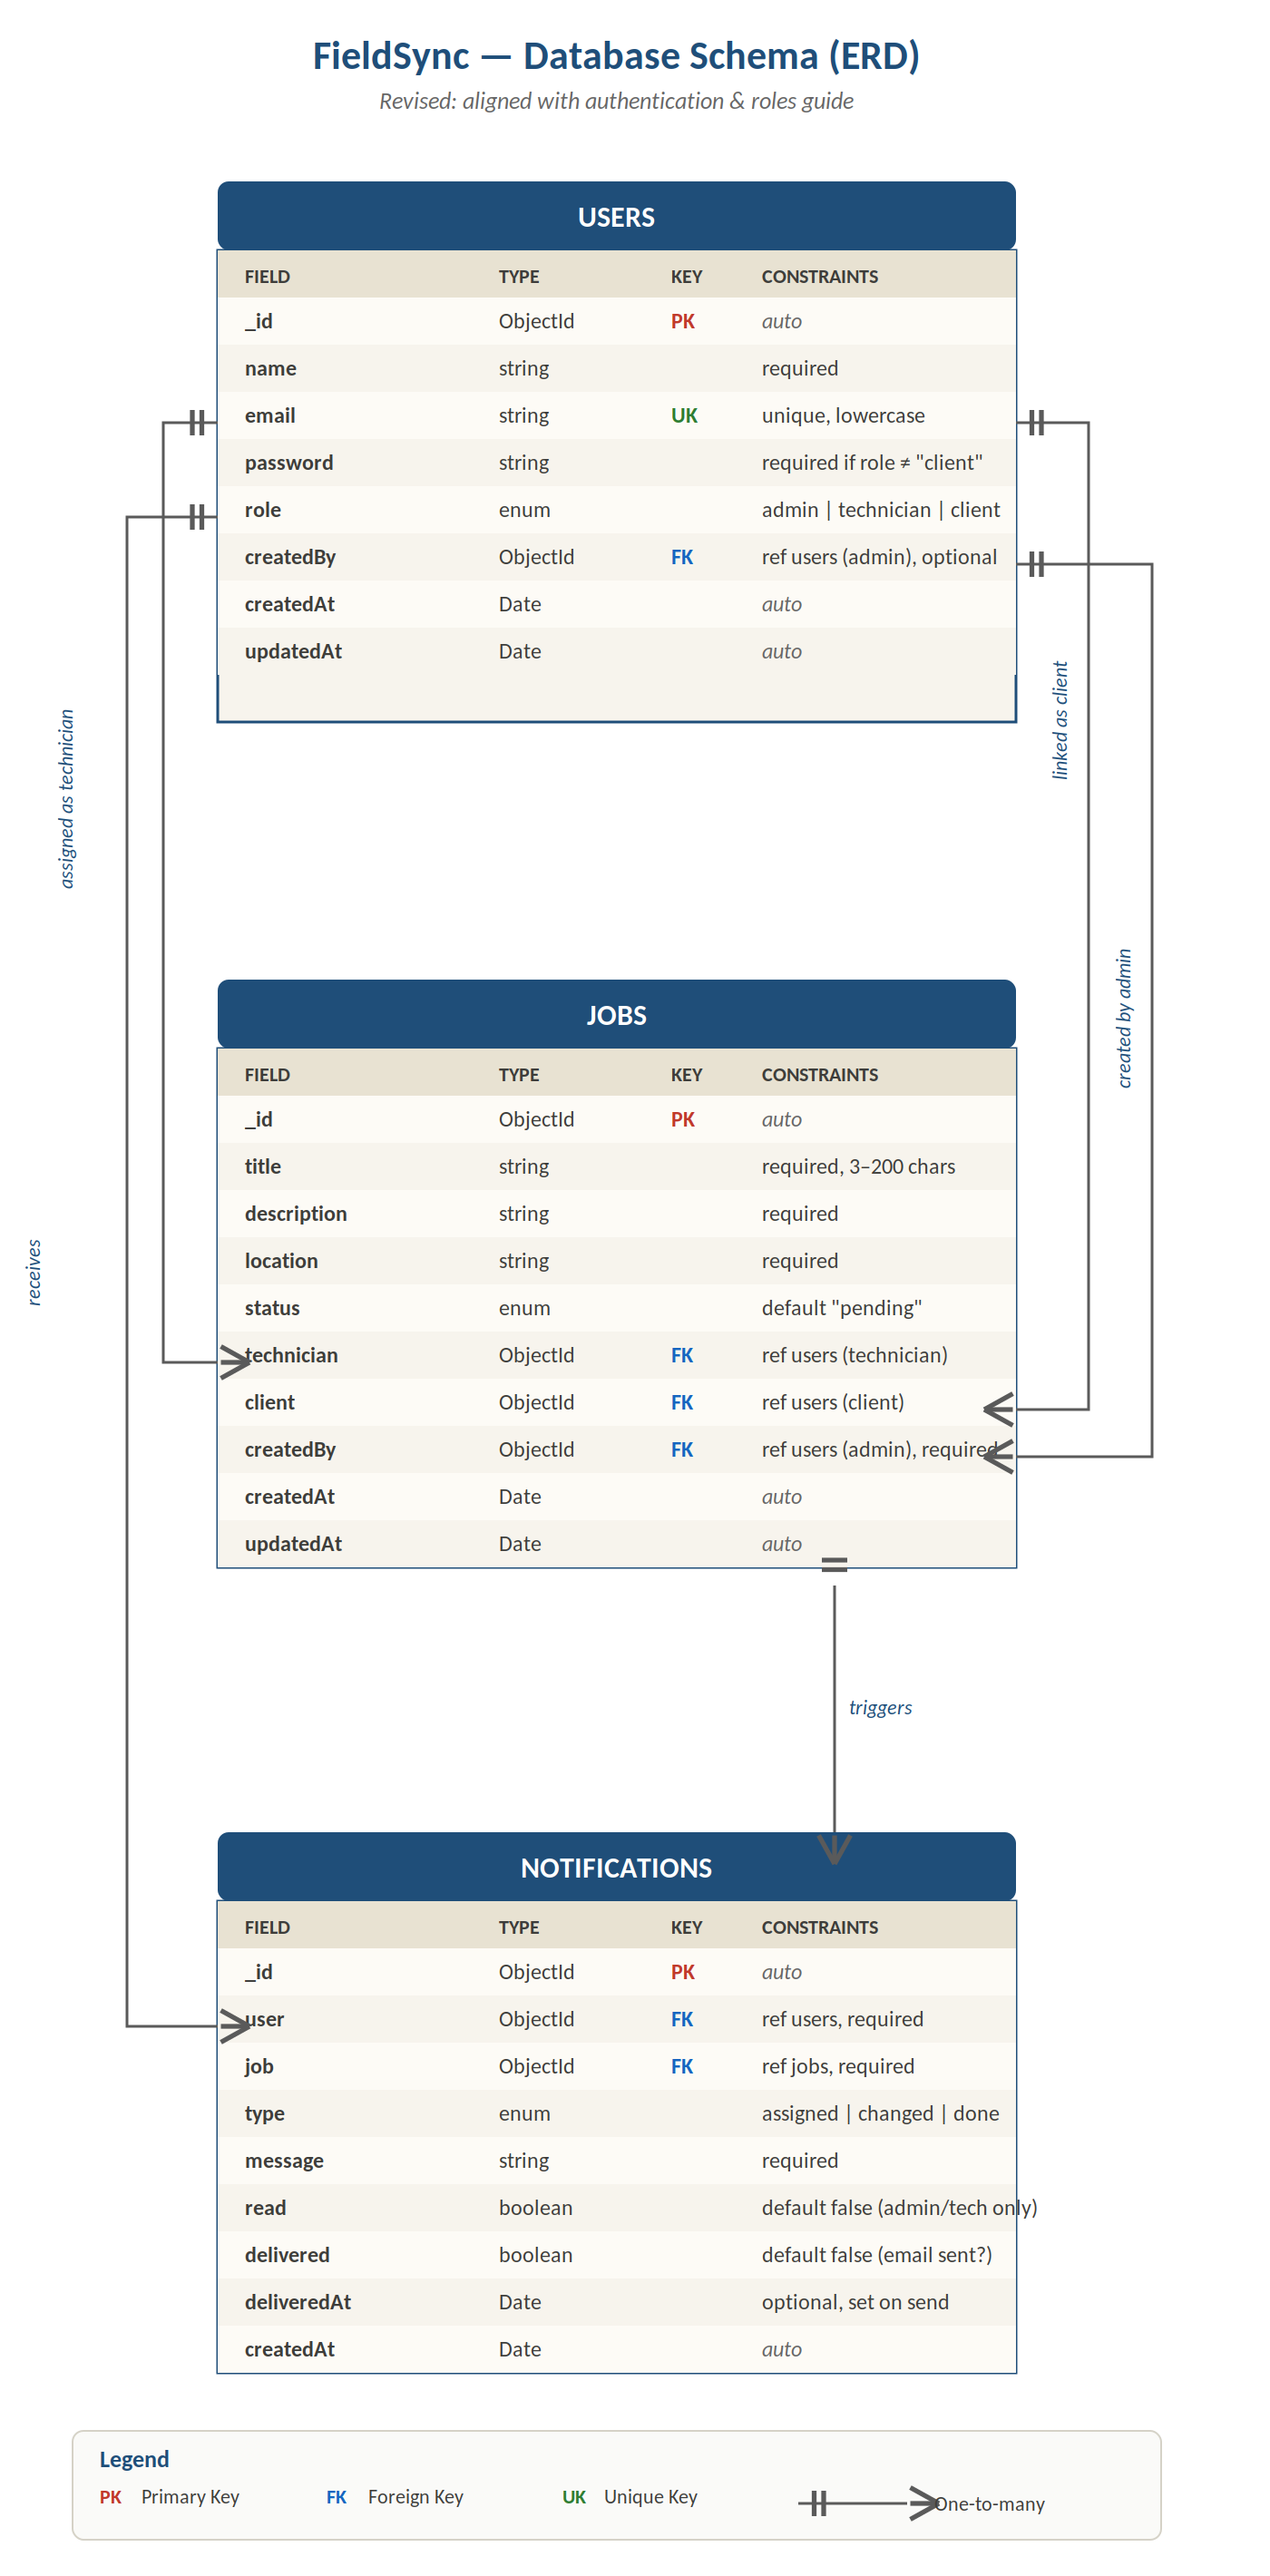 FieldSync — Database Schema (ERD)
Revised: aligned with authentication & roles guide
USERS
FIELD TYPE KEY CONSTRAINTS
_id ObjectId PK auto
name string required
email string UK unique, lowercase
password string required if role ≠ "client"
role enum admin | technician | client
createdBy ObjectId FK ref users (admin), optional
createdAt Date auto
updatedAt Date auto
assigned as technician
linked as client
created by admin
receives
JOBS
FIELD TYPE KEY CONSTRAINTS
_id ObjectId PK auto
title string required, 3–200 chars
description string required
location string required
status enum default "pending"
technician ObjectId FK ref users (technician)
client ObjectId FK ref users (client)
createdBy ObjectId FK ref users (admin), required
createdAt Date auto
updatedAt Date auto
triggers
NOTIFICATIONS
FIELD TYPE KEY CONSTRAINTS
_id ObjectId PK auto
user ObjectId FK ref users, required
job ObjectId FK ref jobs, required
type enum assigned | changed | done
message string required
read boolean default false (admin/tech only)
delivered boolean default false (email sent?)
deliveredAt Date optional, set on send
createdAt Date auto
Legend
PK Primary Key FK Foreign Key UK Unique Key One-to-many